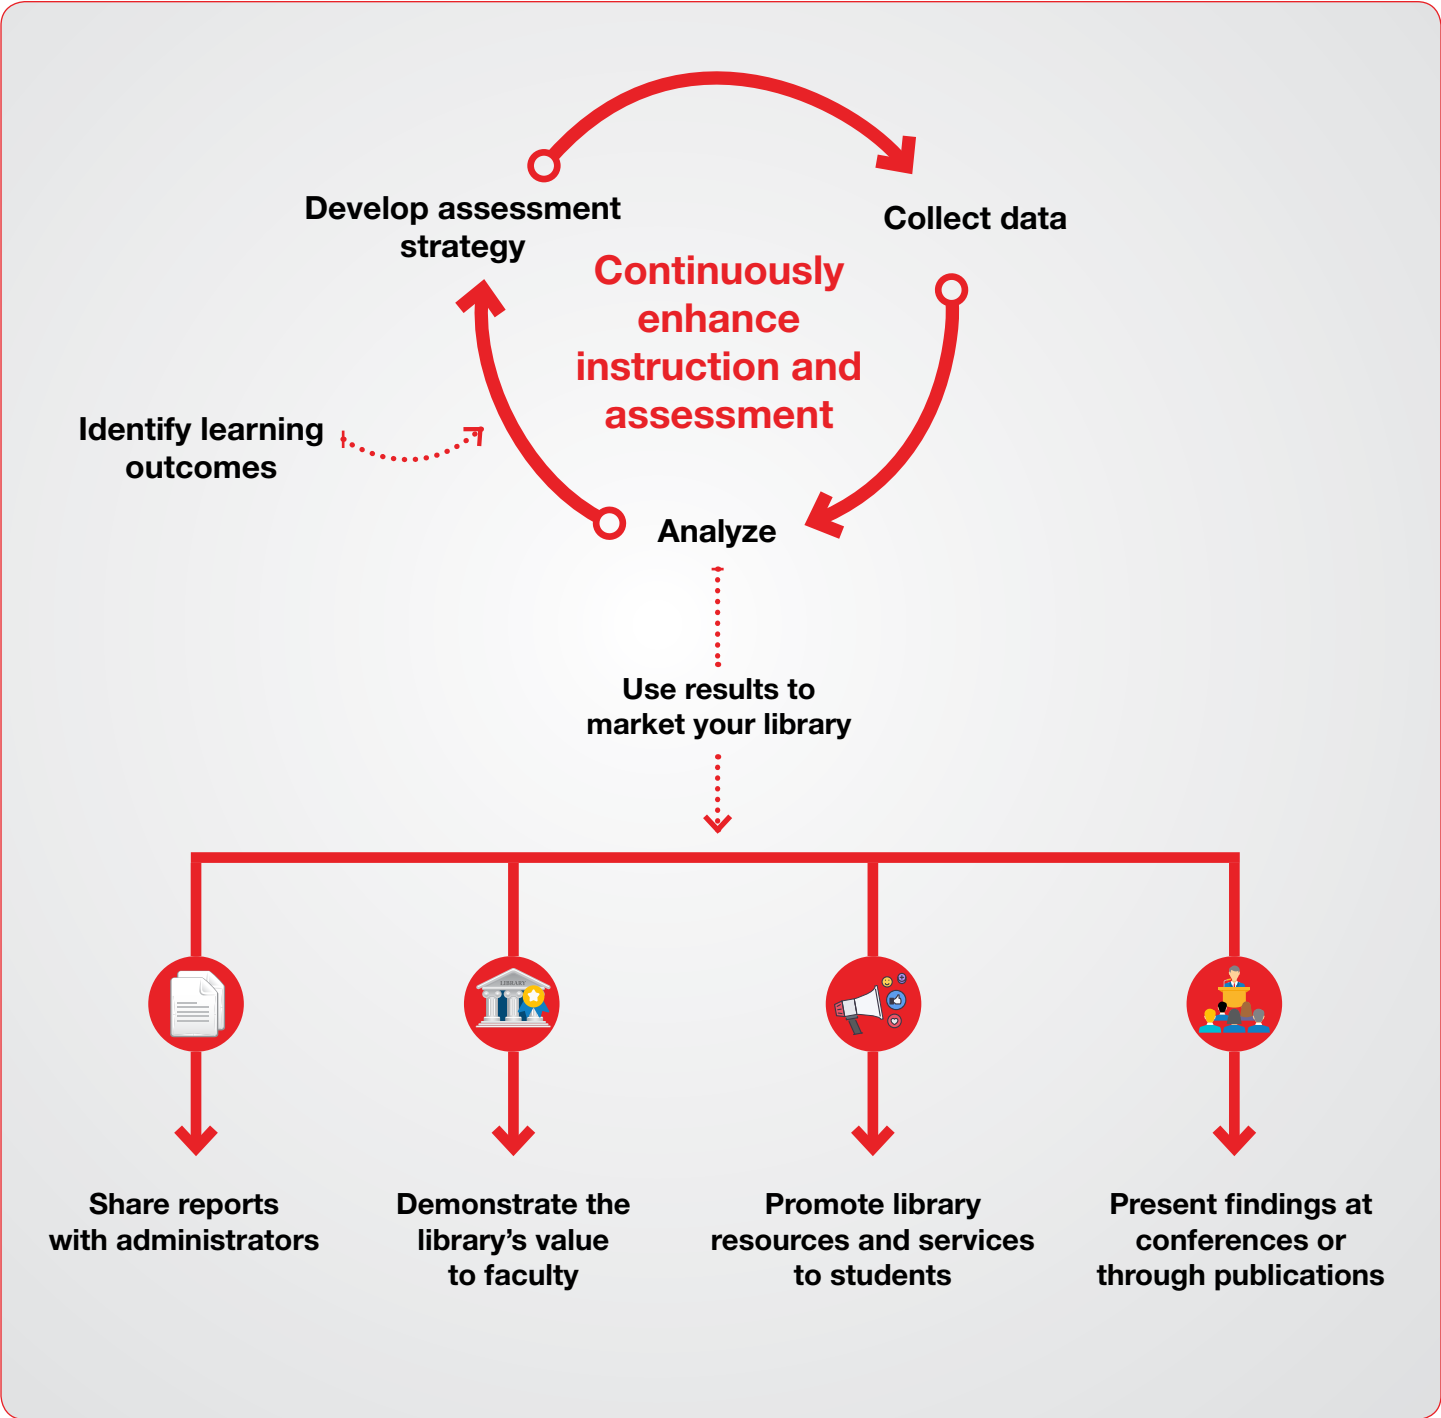 Develop assessment
strategy
Collect data
Continuously
enhance
instruction and
assessment
Identify learning
outcomes
Analyze
Use results to
market your library
LIBRARY
Share reports
with administrators
Demonstrate the
library’s value
to faculty
Promote library
resources and services
to students
Present findings at
conferences or
through publications